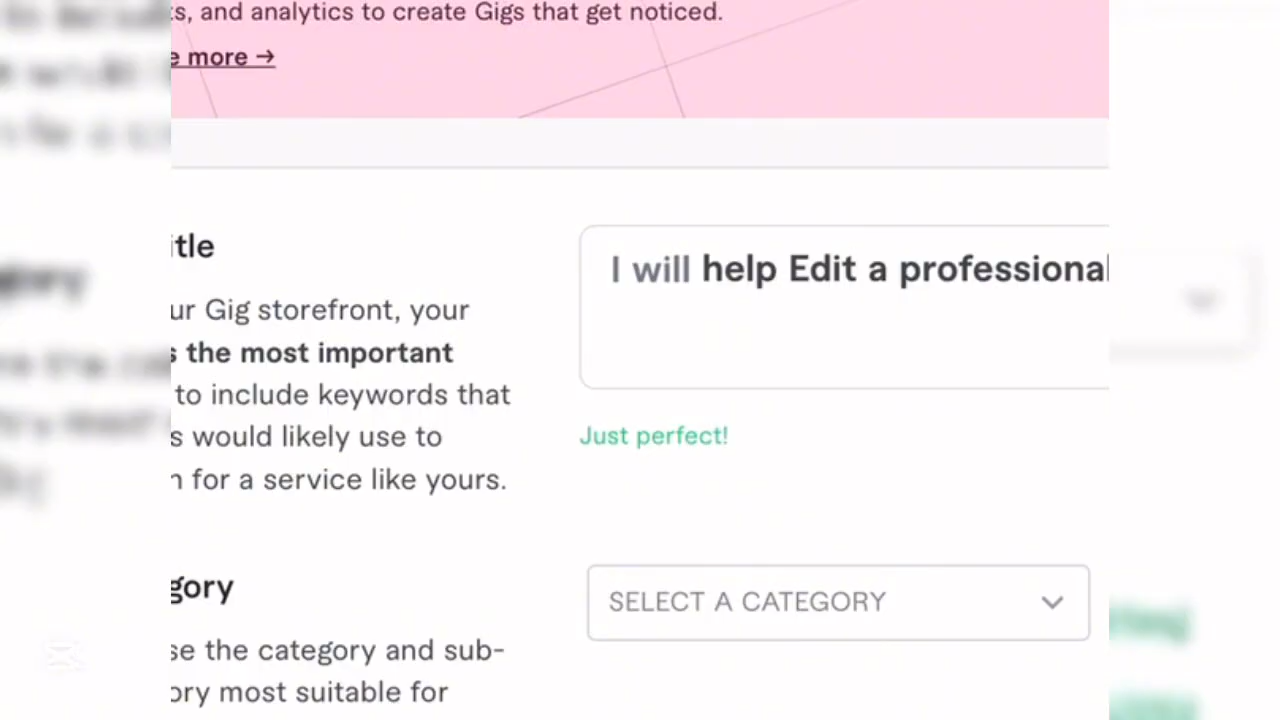 s, and analytics to create Gigs that get noticed.
e more →
itle
ur Gig storefront, your
s the most important
to include keywords that
s would likely use to
n for a service like yours.
I will help Edit a professional
Just perfect!
gory
SELECT A CATEGORY
se the category and sub-
ory most suitable for